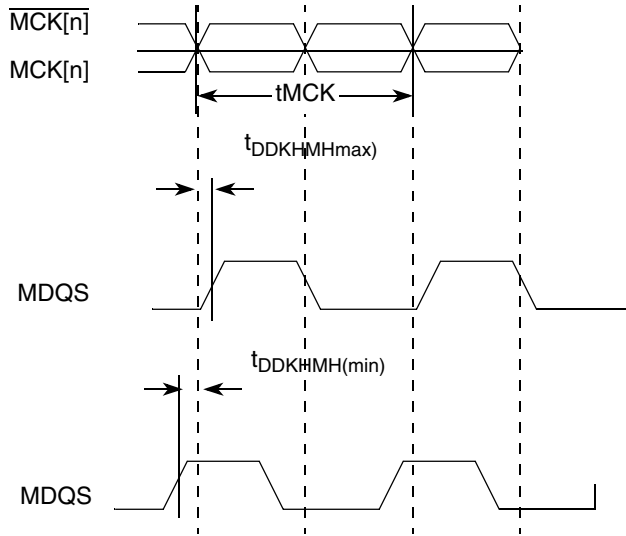 MCK[n]
MCK[n]
tMCK
tDDKHMHmax)
MDQS
tDDKHMH(min)
MDQS